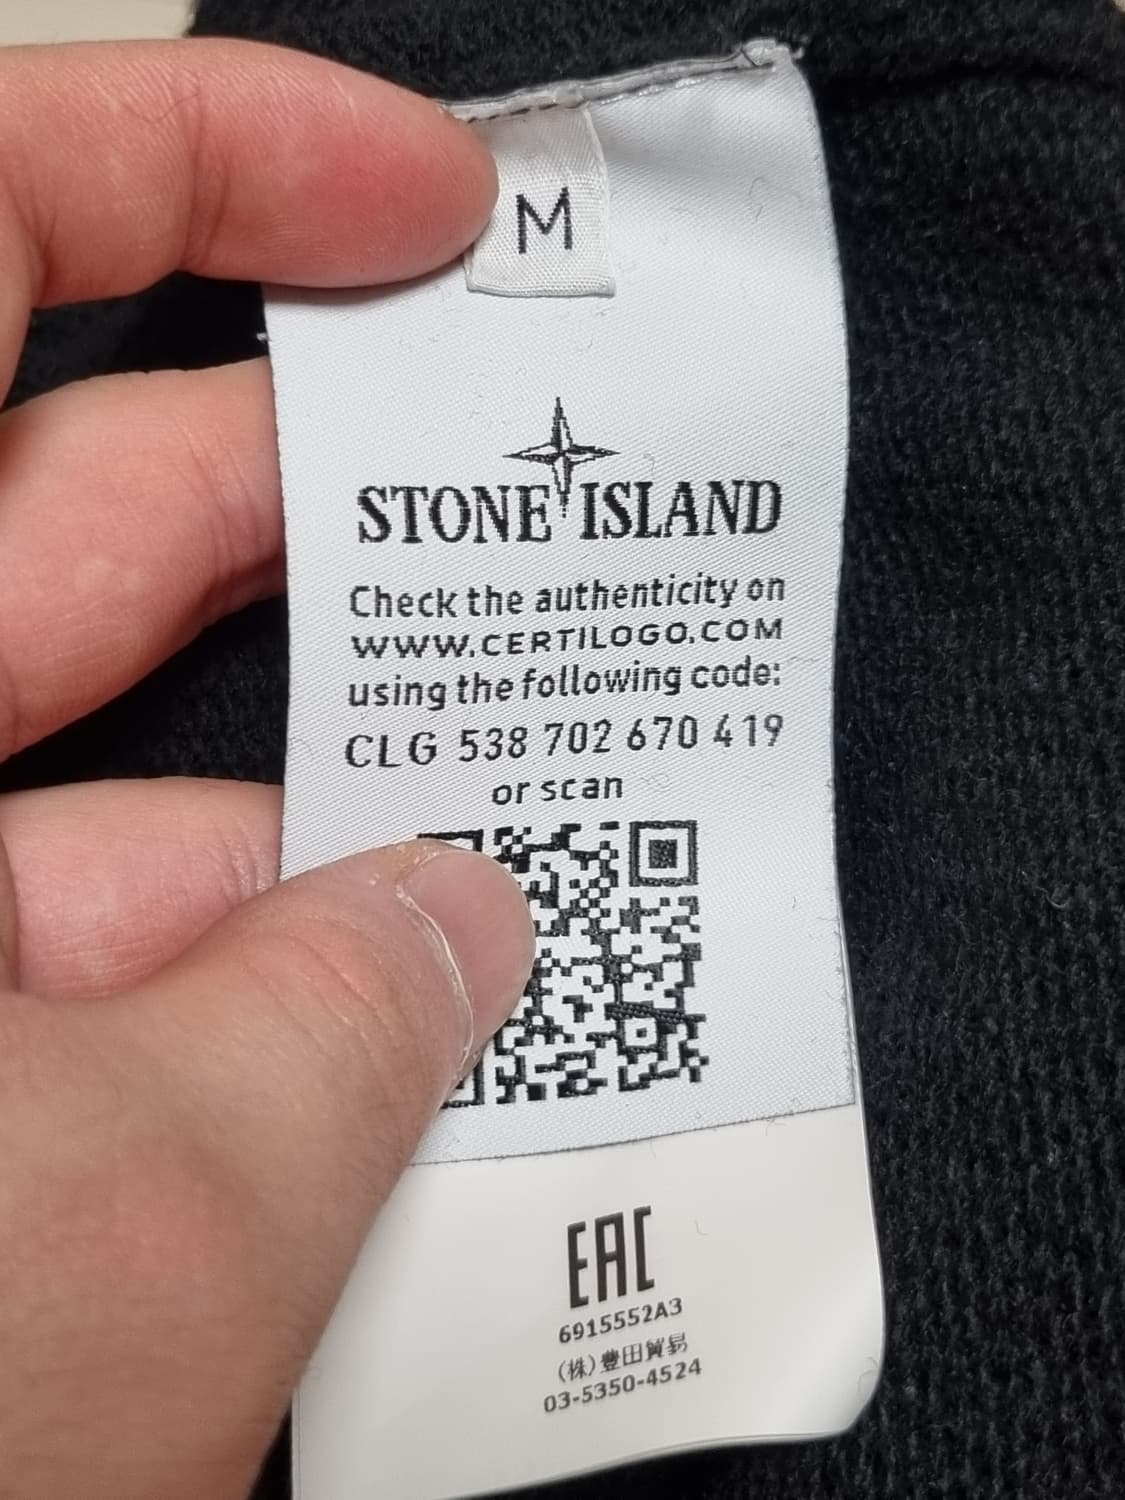 M
STONE ISLAND
Check the authenticity on
WWW.CERTILOGO.COM
using the following code:
CLG 538 702 670 419
or scan
EAC
6915552A3
(株)豊田貿易
03-5350-4524